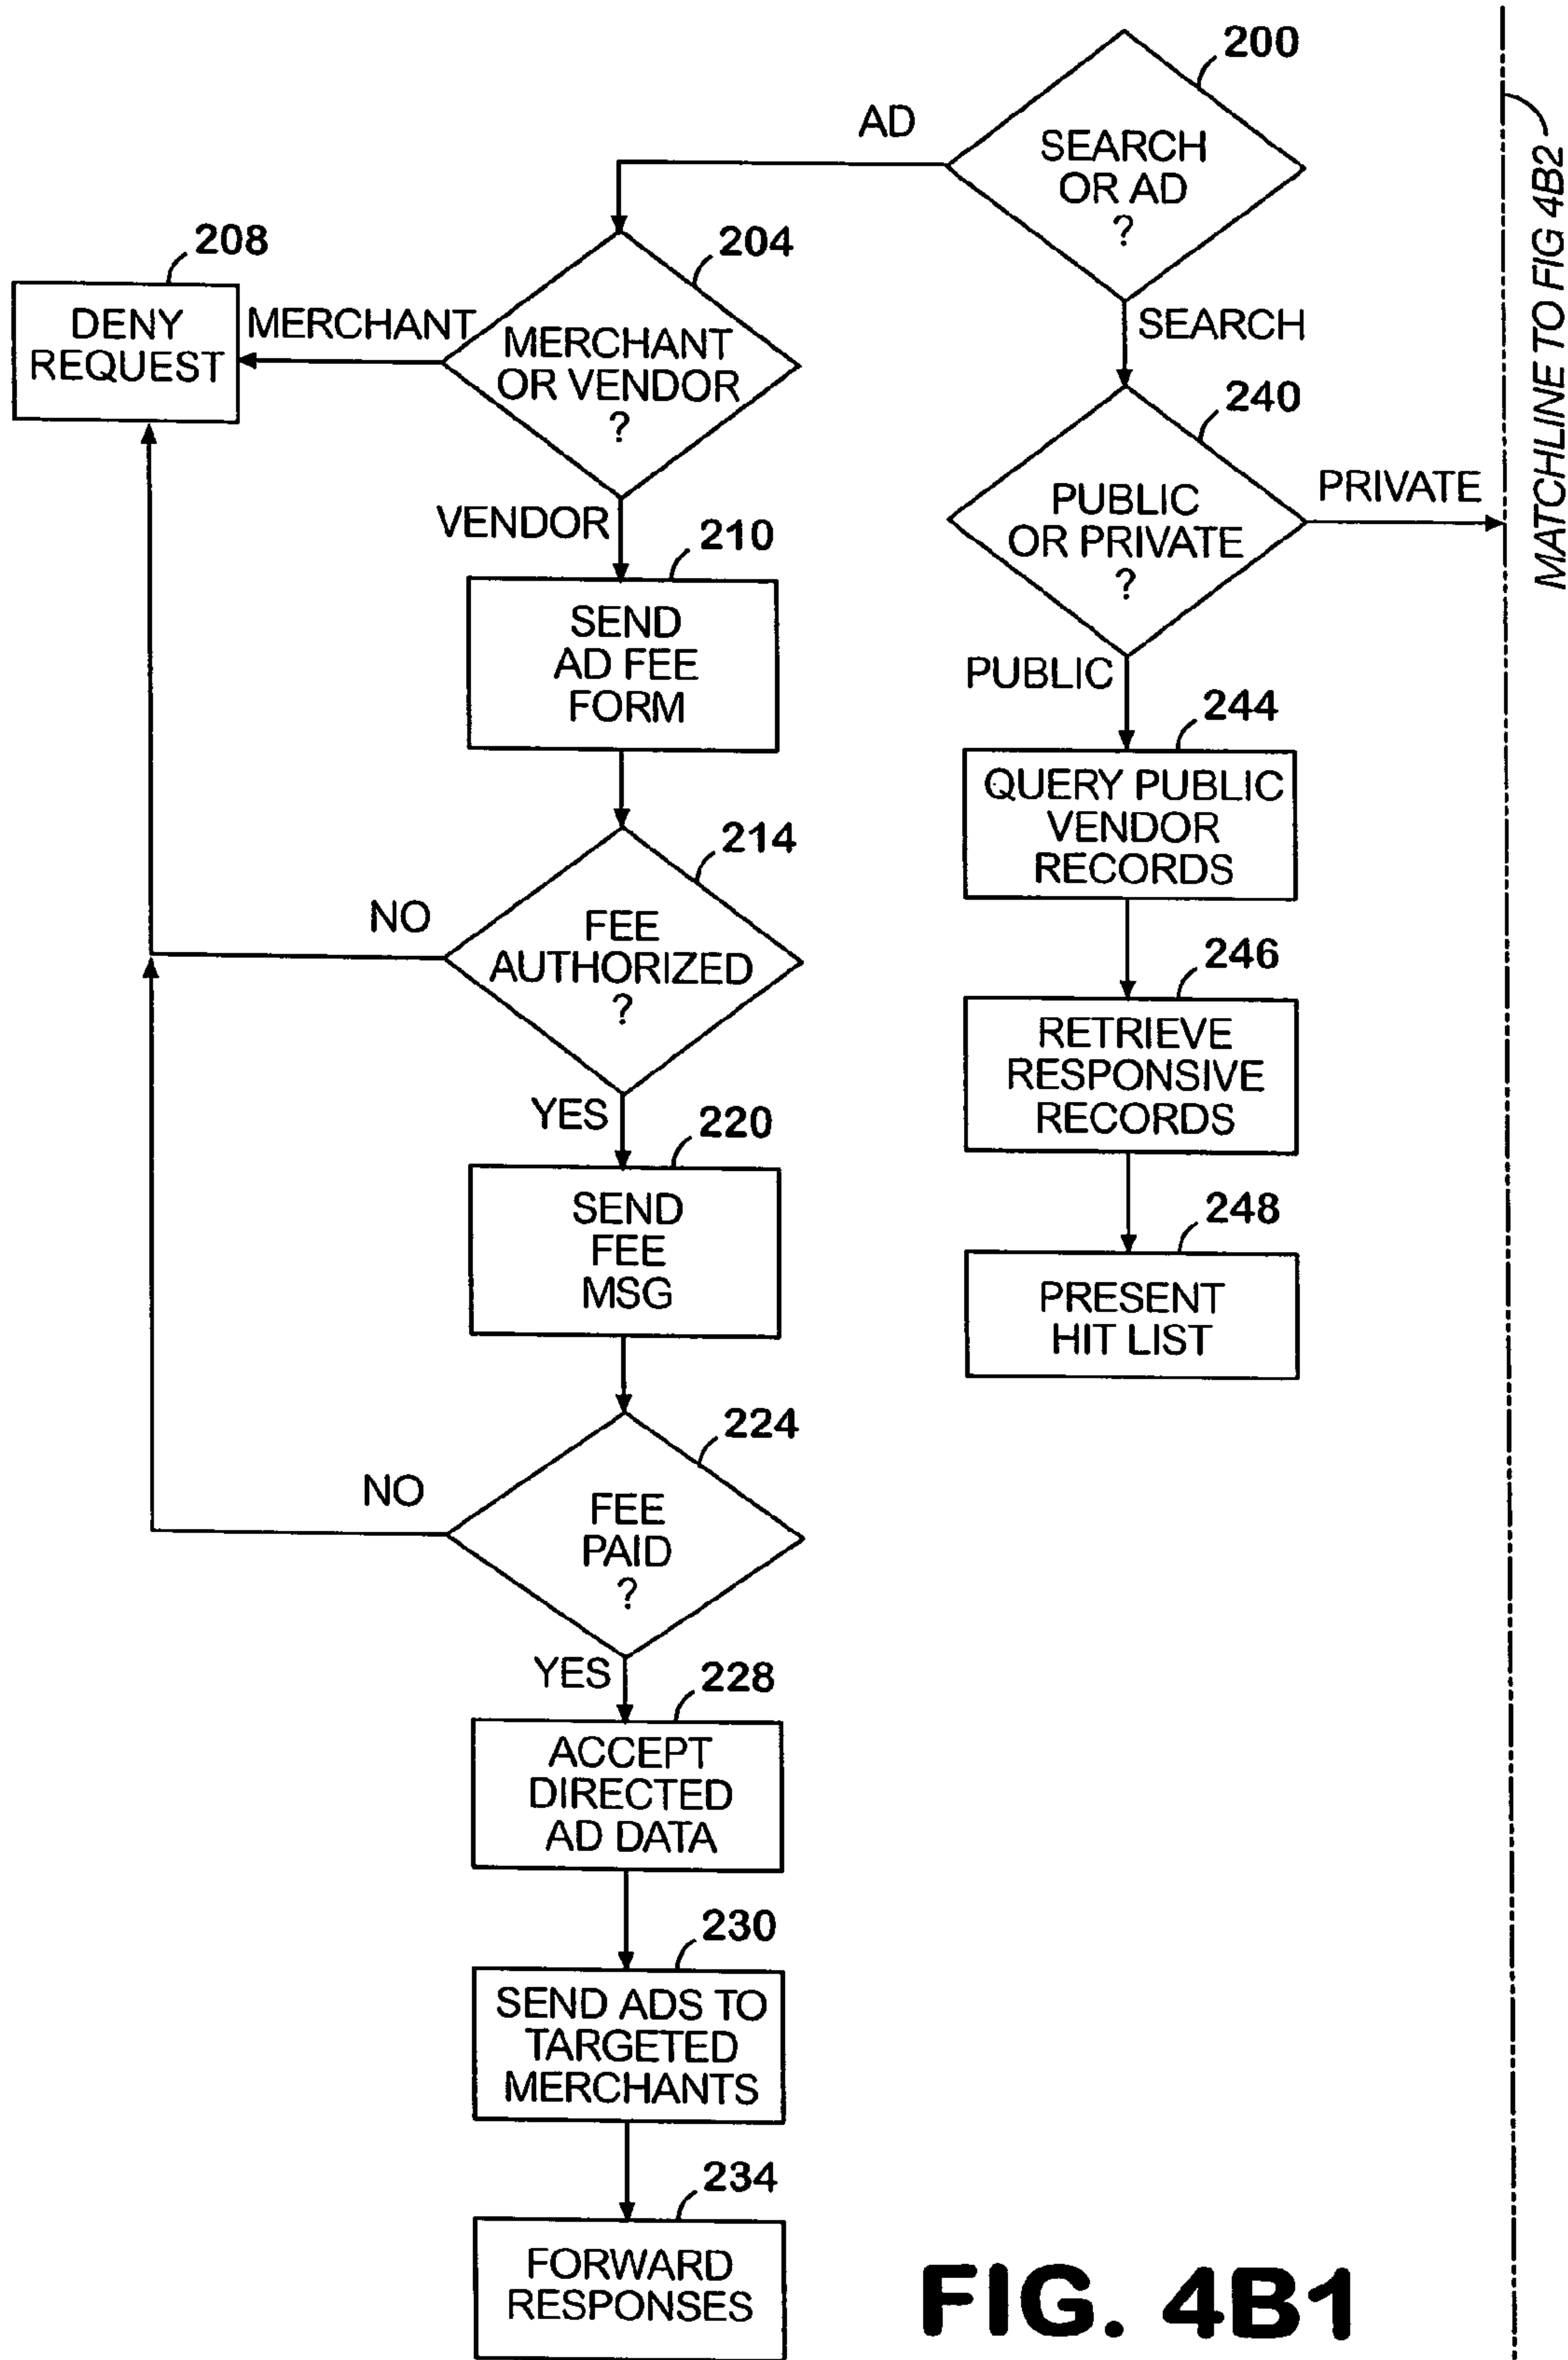 200
AD
SEARCH
OR AD
?
MATCHLINE TO FIG 4B2
208
204
DENY
REQUEST
MERCHANT
MERCHANT
OR VENDOR
?
SEARCH
240
PUBLIC
OR PRIVATE
?
PRIVATE
VENDOR
210
SEND
AD FEE
FORM
PUBLIC
244
QUERY PUBLIC
VENDOR
RECORDS
214
NO
FEE
AUTHORIZED
?
246
RETRIEVE
RESPONSIVE
RECORDS
YES
220
SEND
FEE
MSG
248
PRESENT
HIT LIST
224
NO
FEE
PAID
?
YES
228
ACCEPT
DIRECTED
AD DATA
230
SEND ADS TO
TARGETED
MERCHANTS
234
FORWARD
RESPONSES
FIG. 4B1